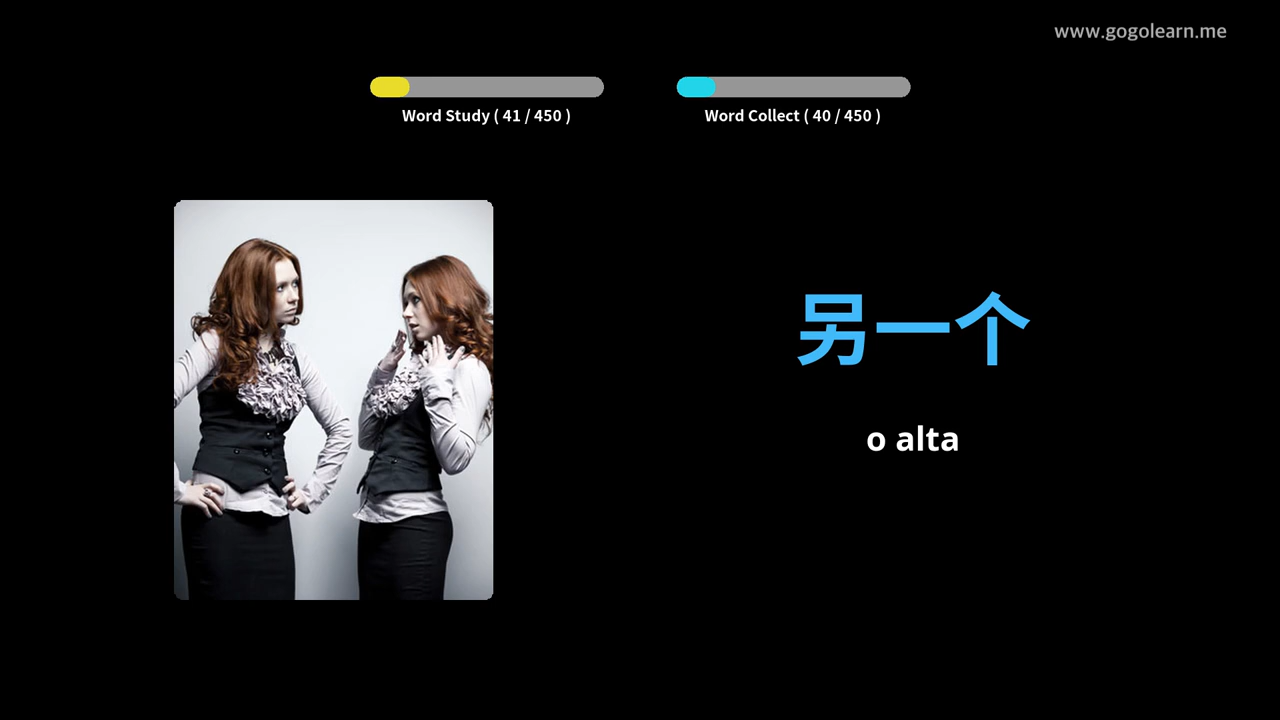 www.gogolearn.me
Word Study ( 41 / 450 )
Word Collect ( 40 / 450 )
另一个
o alta